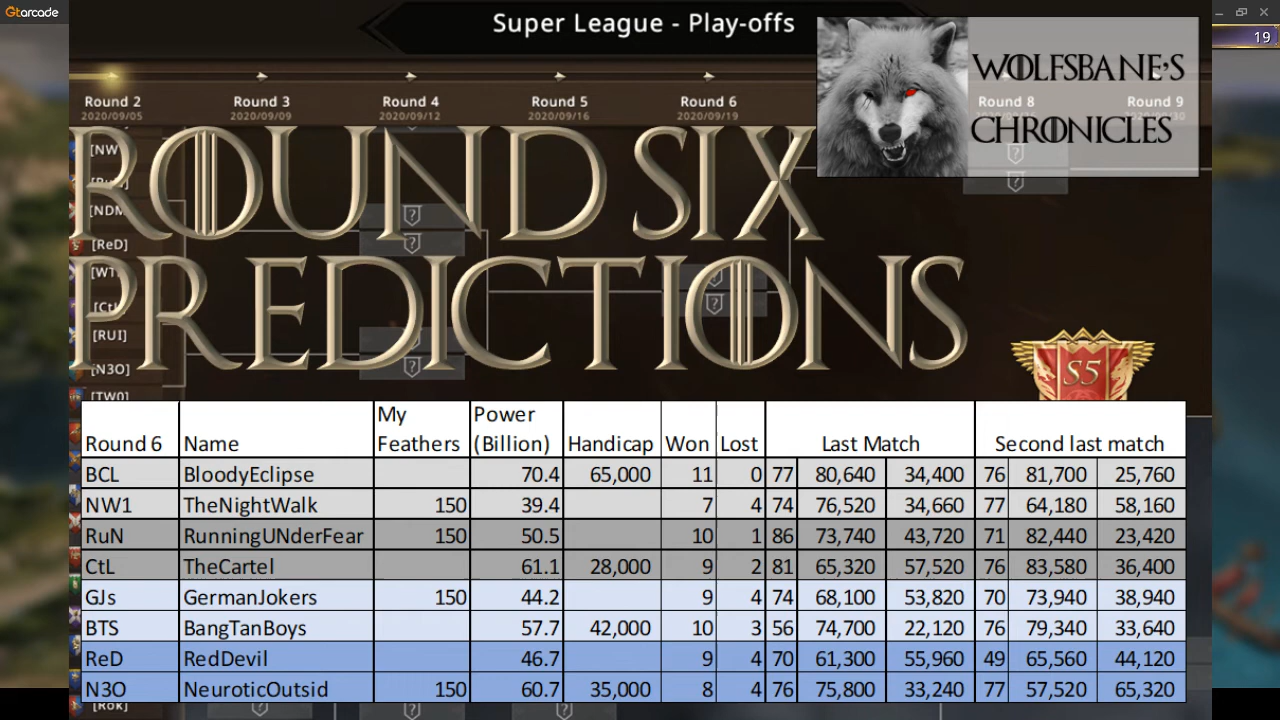 Gtarcade
19
Super League - Play-offs
WOLFSBANE'S
CHRONICLES
Round 2
Round 3
Round 4
Round 5
Round 6
Round 8
Round 9
2020/09/05
2020/09/09
2020/09/12
2020/09/16
2020/09/19
ROUND SIX
PREDICTIONS
[NW
[NDM
[ReD]
[CtL
[RUI]
[N3O]
[TW0]
S5
Round 6 Name My Feathers Power (Billion) Handicap Won Lost Last Match Second last match
BCL BloodyEclipse 70.4 65,000 11 0 77 80,640 34,400 76 81,700 25,760
NW1 TheNightWalk 150 39.4 7 4 74 76,520 34,660 77 64,180 58,160
RuN RunningUNderFear 150 50.5 10 1 86 73,740 43,720 71 82,440 23,420
CtL TheCartel 61.1 28,000 9 2 81 65,320 57,520 76 83,580 36,400
GJs GermanJokers 150 44.2 9 4 74 68,100 53,820 70 73,940 38,940
BTS BangTanBoys 57.7 42,000 10 3 56 74,700 22,120 76 79,340 33,640
ReD RedDevil 46.7 9 4 70 61,300 55,960 49 65,560 44,120
N3O NeuroticOutsid 150 60.7 35,000 8 4 76 75,800 33,240 77 57,520 65,320
[RoK]